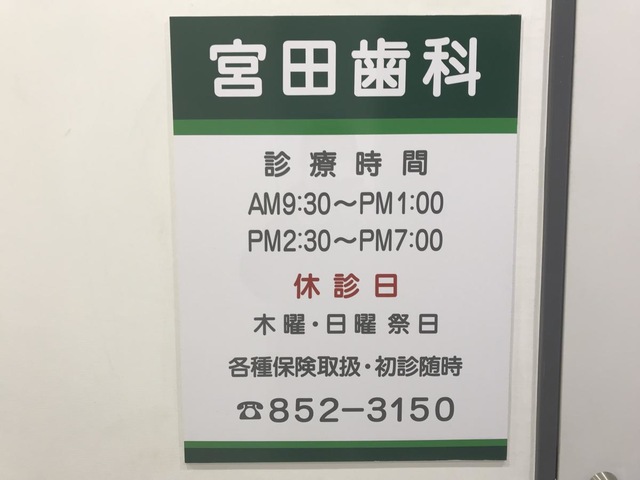 宮田歯科
診療時間
AM9:30～PM1:00
PM2:30～PM7:00
休診日
木曜・日曜祭日
各種保険取扱・初診随時
☎852-3150